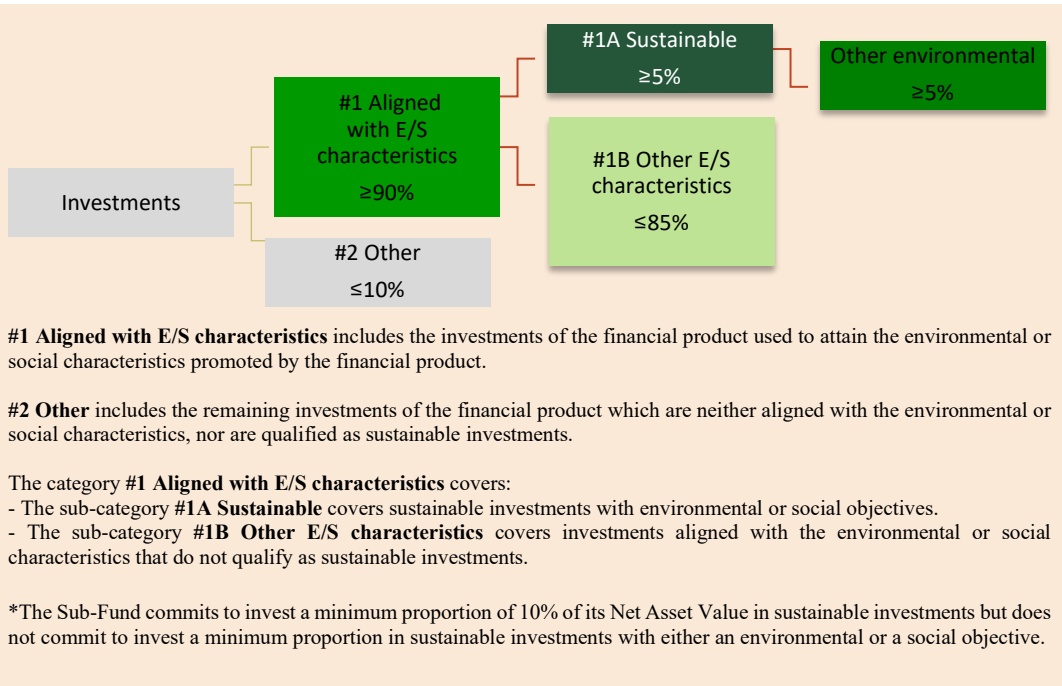 #1A Sustainable
≥5%
Other environmental
≥5%
#1 Aligned
with E/S
characteristics
≥90%
#1B Other E/S
characteristics
≤85%
Investments
#2 Other
≤10%
#1 Aligned with E/S characteristics includes the investments of the financial product used to attain the environmental or
social characteristics promoted by the financial product.
#2 Other includes the remaining investments of the financial product which are neither aligned with the environmental or
social characteristics, nor are qualified as sustainable investments.
The category #1 Aligned with E/S characteristics covers:
- The sub-category #1A Sustainable covers sustainable investments with environmental or social objectives.
- The sub-category #1B Other E/S characteristics covers investments aligned with the environmental or social
characteristics that do not qualify as sustainable investments.
*The Sub-Fund commits to invest a minimum proportion of 10% of its Net Asset Value in sustainable investments but does
not commit to invest a minimum proportion in sustainable investments with either an environmental or a social objective.